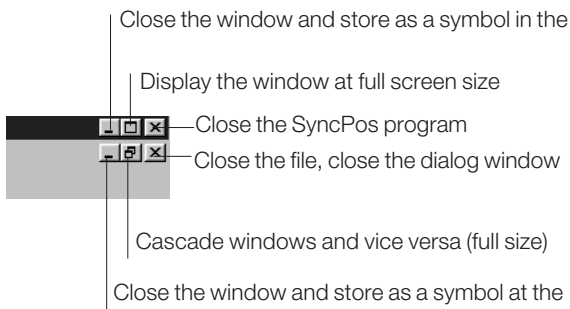 Close the window and store as a symbol in the
Display the window at full screen size
Close the SyncPos program
Close the file, close the dialog window
Cascade windows and vice versa (full size)
Close the window and store as a symbol at the